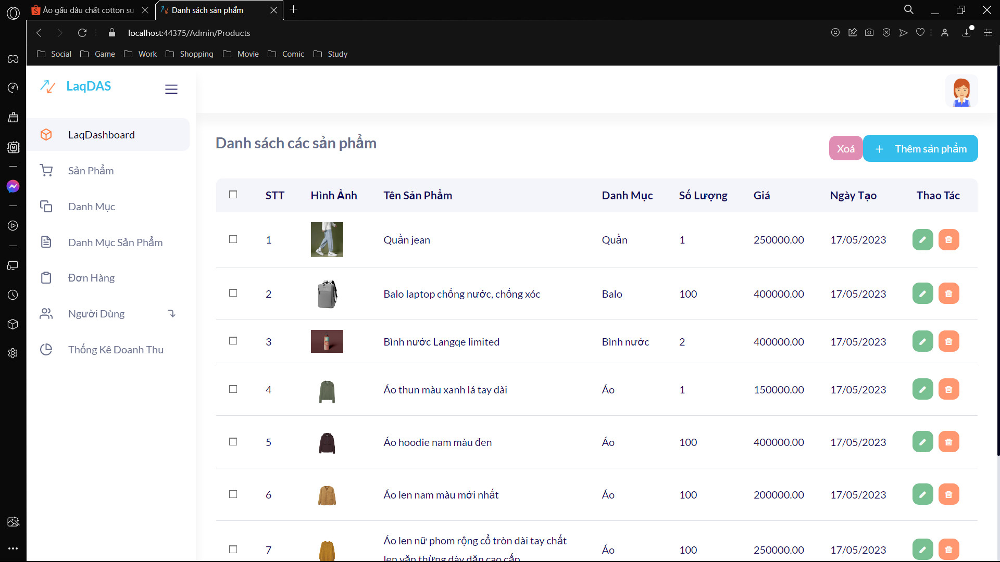 Áo gấu dâu chất cotton su
Danh sách sản phẩm
localhost:44375/Admin/Products
Social Game Work Shopping Movie Comic Study
LaqDAS
LaqDashboard
Sản Phẩm
Danh Mục
Danh Mục Sản Phẩm
Đơn Hàng
Người Dùng
Thống Kê Doanh Thu
Danh sách các sản phẩm
Xoá
+ Thêm sản phẩm
STT Hình Ảnh Tên Sản Phẩm Danh Mục Số Lượng Giá Ngày Tạo Thao Tác
1 Quần jean Quần 1 250000.00 17/05/2023
2 Balo laptop chống nước, chống xóc Balo 100 400000.00 17/05/2023
3 Bình nước Langqe limited Bình nước 2 400000.00 17/05/2023
4 Áo thun màu xanh lá tay dài Áo 1 150000.00 17/05/2023
5 Áo hoodie nam màu đen Áo 100 400000.00 17/05/2023
6 Áo len nam màu mới nhất Áo 100 200000.00 17/05/2023
7 Áo len nữ phom rộng cổ tròn dài tay chất Áo 100 250000.00 17/05/2023
len vặn thừng dày dặn cao cấp